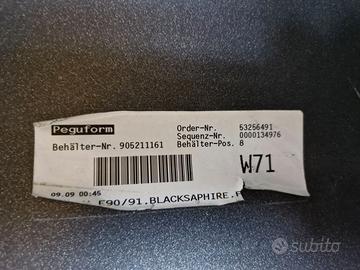 Peguform
Order-Nr. 53256491
Sequenz-Nr. 0000134976
Behälter-Nr. 905211161 Behälter-Pos. 8
W71
09.09 00:45
E90/91.BLACKSAPHIRE.
subito